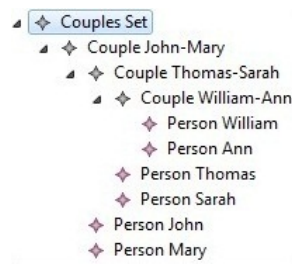 Couples Set
Couple John-Mary
Couple Thomas-Sarah
Couple William-Ann
Person William
Person Ann
Person Thomas
Person Sarah
Person John
Person Mary